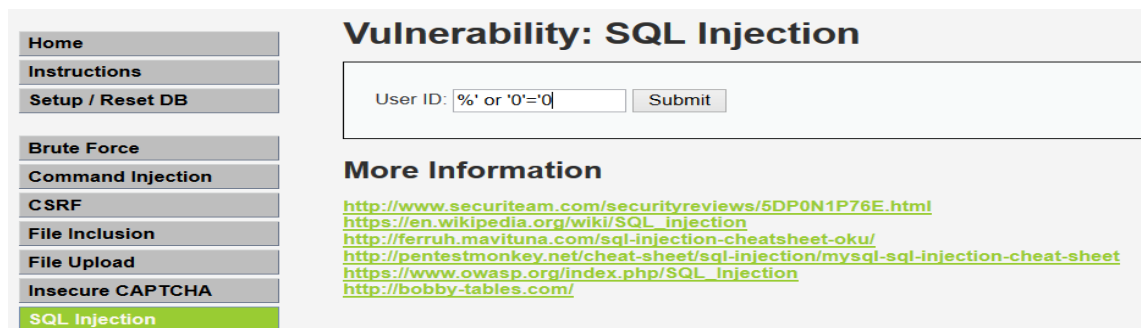 Home
Instructions
Setup / Reset DB
Brute Force
Command Injection
CSRF
File Inclusion
File Upload
Insecure CAPTCHA
SQL Injection
Vulnerability: SQL Injection
User ID: %' or '0'='0 Submit
More Information
http://www.securiteam.com/securityreviews/5DP0N1P76E.html
https://en.wikipedia.org/wiki/SQL_injection
http://ferruh.mavituna.com/sql-injection-cheatsheet-oku/
http://pentestmonkey.net/cheat-sheet/sql-injection/mysql-sql-injection-cheat-sheet
https://www.owasp.org/index.php/SQL_Injection
http://bobby-tables.com/